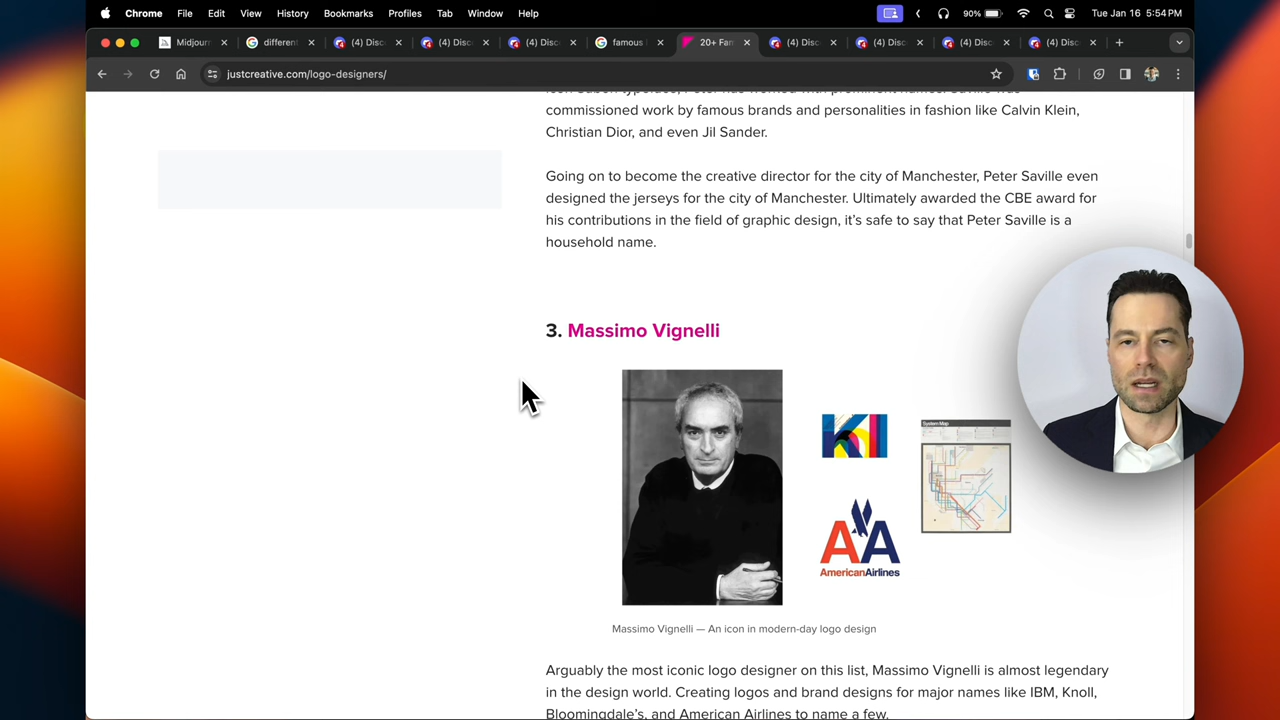 Chrome File Edit View History Bookmarks Profiles Tab Window Help 90% Tue Jan 16 5:54 PM
Midjour different (4) Disc (4) Disc (4) Disc famous 20+ Fam (4) Disc (4) Disc (4) Disc (4) Disc
justcreative.com/logo-designers/
commissioned work by famous brands and personalities in fashion like Calvin Klein,
Christian Dior, and even Jil Sander.
Going on to become the creative director for the city of Manchester, Peter Saville even
designed the jerseys for the city of Manchester. Ultimately awarded the CBE award for
his contributions in the field of graphic design, it's safe to say that Peter Saville is a
household name.
3. Massimo Vignelli
System Map
AA
AmericanAirlines
Massimo Vignelli — An icon in modern-day logo design
Arguably the most iconic logo designer on this list, Massimo Vignelli is almost legendary
in the design world. Creating logos and brand designs for major names like IBM, Knoll,
Bloomingdale's, and American Airlines to name a few.